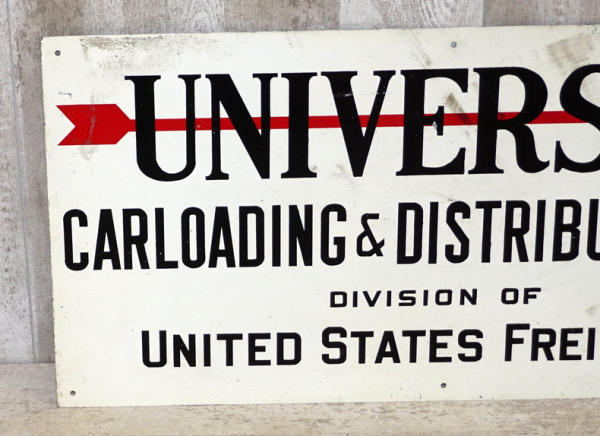 UNIVERS
CARLOADING & DISTRIBU
DIVISION OF
UNITED STATES FREI